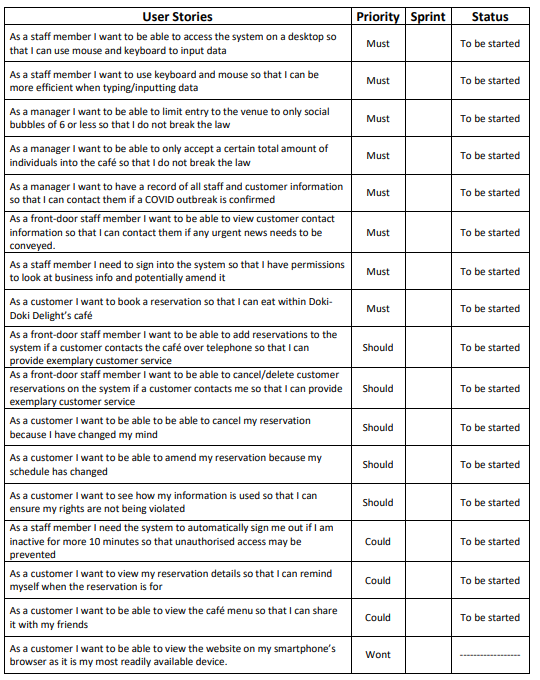 User Stories Priority Sprint Status
As a staff member I want to be able to access the system on a desktop so
that I can use mouse and keyboard to input data
Must To be started
As a staff member I want to use keyboard and mouse so that I can be
more efficient when typing/inputting data
Must To be started
As a manager I want to be able to limit entry to the venue to only social
bubbles of 6 or less so that I do not break the law
Must To be started
As a manager I want to be able to only accept a certain total amount of
individuals into the café so that I do not break the law
Must To be started
As a manager I want to have a record of all staff and customer information
so that I can contact them if a COVID outbreak is confirmed
Must To be started
As a front-door staff member I want to be able to view customer contact
information so that I can contact them if any urgent news needs to be
conveyed.
Must To be started
As a staff member I need to sign into the system so that I have permissions
to look at business info and potentially amend it
Must To be started
As a customer I want to book a reservation so that I can eat within Doki-
Doki Delight's café
Must To be started
As a front-door staff member I want to be able to add reservations to the
system if a customer contacts the café over telephone so that I can
provide exemplary customer service
Should To be started
As a front-door staff member I want to be able to cancel/delete customer
reservations on the system if a customer contacts me so that I can provide
exemplary customer service
Should To be started
As a customer I want to be able to be able to cancel my reservation
because I have changed my mind
Should To be started
As a customer I want to be able to amend my reservation because my
schedule has changed
Should To be started
As a customer I want to see how my information is used so that I can
ensure my rights are not being violated
Should To be started
As a staff member I need the system to automatically sign me out if I am
inactive for more 10 minutes so that unauthorised access may be
prevented
Could To be started
As a customer I want to view my reservation details so that I can remind
myself when the reservation is for
Could To be started
As a customer I want to be able to view the café menu so that I can share
it with my friends
Could To be started
As a customer I want to be able to view the website on my smartphone's
browser as it is my most readily available device.
Wont ------------------